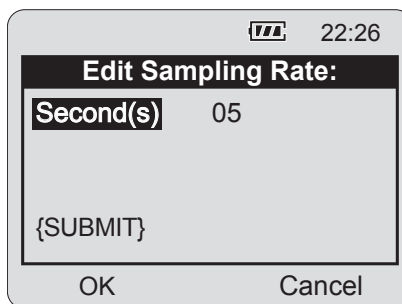 22:26
Edit Sampling Rate:
Second(s) 05
{SUBMIT}
OK Cancel